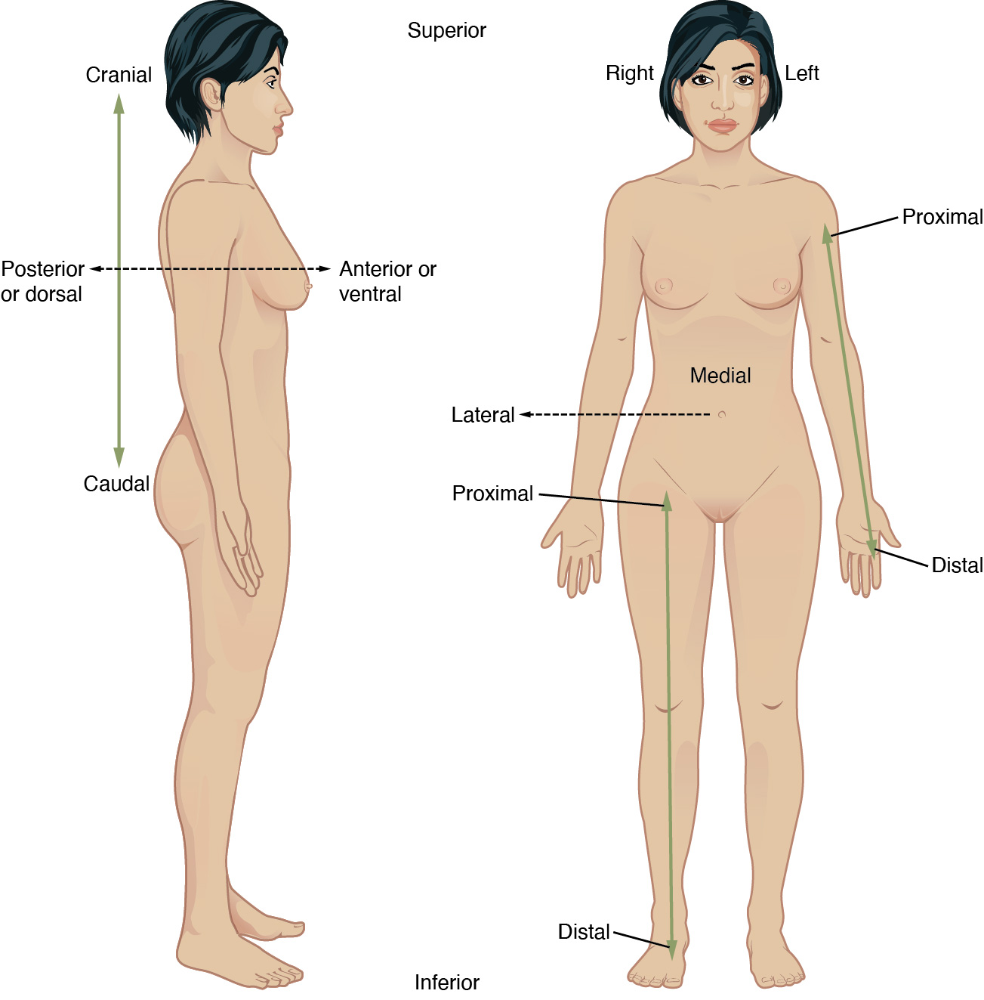 Superior
Cranial
Right
Left
Proximal
Posterior
or dorsal
Anterior or
ventral
Medial
Lateral
Caudal
Proximal
Distal
Distal
Inferior